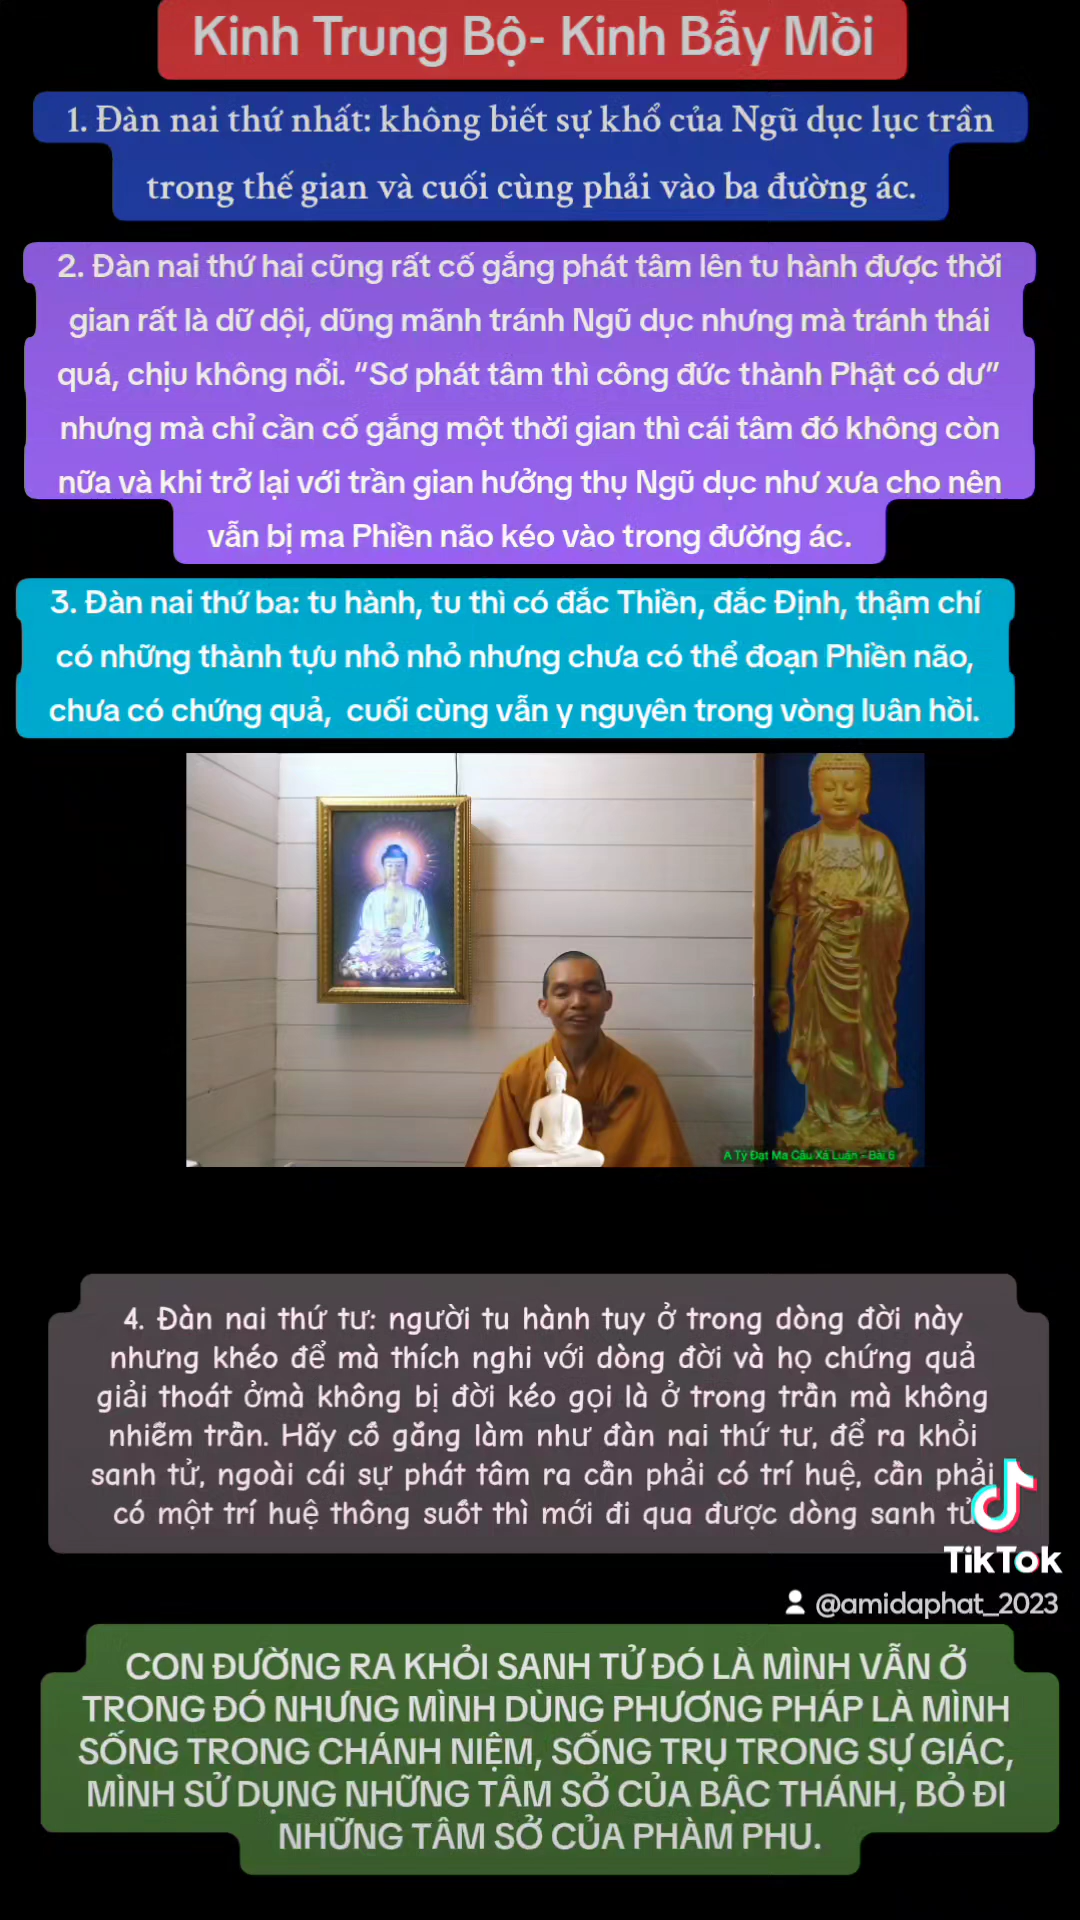 Kinh Trung Bộ- Kinh Bẫy Mồi
1. Đàn nai thứ nhất: không biết sự khổ của Ngũ dục lục trần
trong thế gian và cuối cùng phải vào ba đường ác.
2. Đàn nai thứ hai cũng rất cố gắng phát tâm lên tu hành được thời
gian rất là dữ dội, dũng mãnh tránh Ngũ dục nhưng mà tránh thái
quá, chịu không nổi. “Sơ phát tâm thì công đức thành Phật có dư”
nhưng mà chỉ cần cố gắng một thời gian thì cái tâm đó không còn
nữa và khi trở lại với trần gian hưởng thụ Ngũ dục như xưa cho nên
vẫn bị ma Phiền não kéo vào trong đường ác.
3. Đàn nai thứ ba: tu hành, tu thì có đắc Thiền, đắc Định, thậm chí
có những thành tựu nhỏ nhỏ nhưng chưa có thể đoạn Phiền não,
chưa có chứng quả, cuối cùng vẫn y nguyên trong vòng luân hồi.
A Tỳ Đạt Ma Câu Xá Luận - Bài 6
4. Đàn nai thứ tư: người tu hành tuy ở trong dòng đời này
nhưng khéo để mà thích nghi với dòng đời và họ chứng quả
giải thoát ởmà không bị đời kéo gọi là ở trong trần mà không
nhiễm trần. Hãy cố gắng làm như đàn nai thứ tư, để ra khỏi
sanh tử, ngoài cái sự phát tâm ra cần phải có trí huệ, cần phải
có một trí huệ thông suốt thì mới đi qua được dòng sanh tử
TikTok
@amidaphat_2023
CON ĐƯỜNG RA KHỎI SANH TỬ ĐÓ LÀ MÌNH VẪN Ở
TRONG ĐÓ NHƯNG MÌNH DÙNG PHƯƠNG PHÁP LÀ MÌNH
SỐNG TRONG CHÁNH NIỆM, SỐNG TRỤ TRONG SỰ GIÁC,
MÌNH SỬ DỤNG NHỮNG TÂM SỞ CỦA BẬC THÁNH, BỎ ĐI
NHỮNG TÂM SỞ CỦA PHÀM PHU.